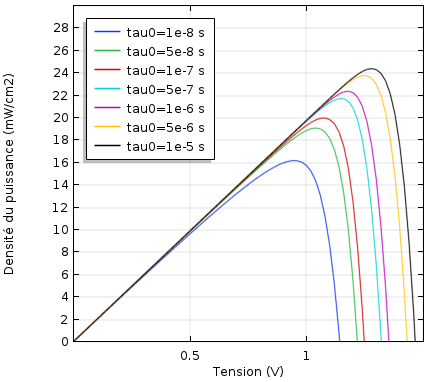 28
26
24
22
20
18
16
14
12
10
8
6
4
2
0
Densité du puissance (mW/cm2)
tau0=1e-8 s
tau0=5e-8 s
tau0=1e-7 s
tau0=5e-7 s
tau0=1e-6 s
tau0=5e-6 s
tau0=1e-5 s
0.5 1
Tension (V)